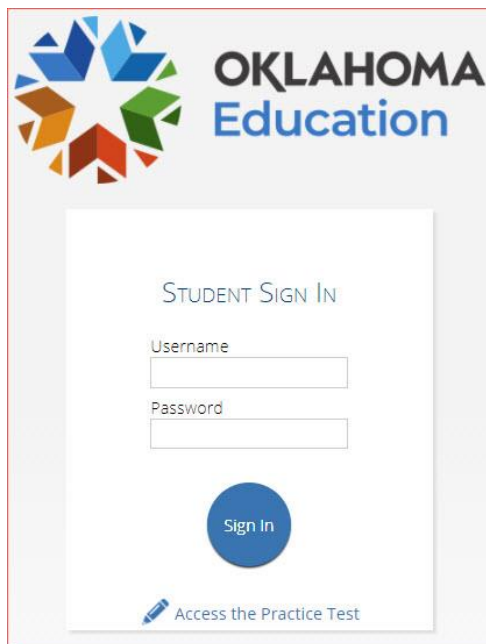 OKLAHOMA
Education
STUDENT SIGN IN
Username
Password
Sign In
Access the Practice Test